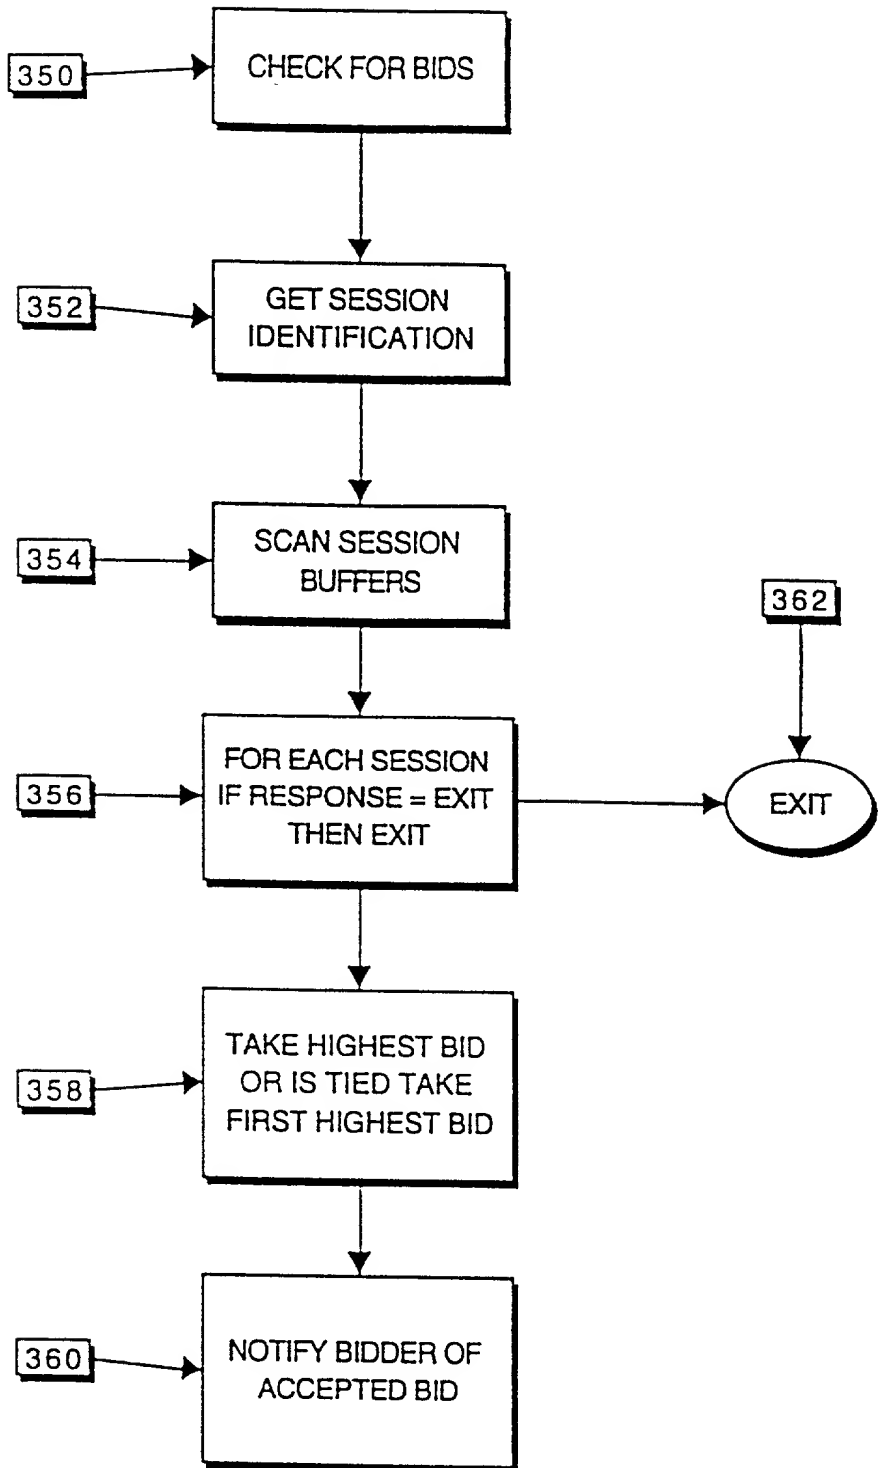 350
CHECK FOR BIDS
352
GET SESSION
IDENTIFICATION
354
SCAN SESSION
BUFFERS
362
356
FOR EACH SESSION
IF RESPONSE = EXIT
THEN EXIT
EXIT
358
TAKE HIGHEST BID
OR IS TIED TAKE
FIRST HIGHEST BID
360
NOTIFY BIDDER OF
ACCEPTED BID